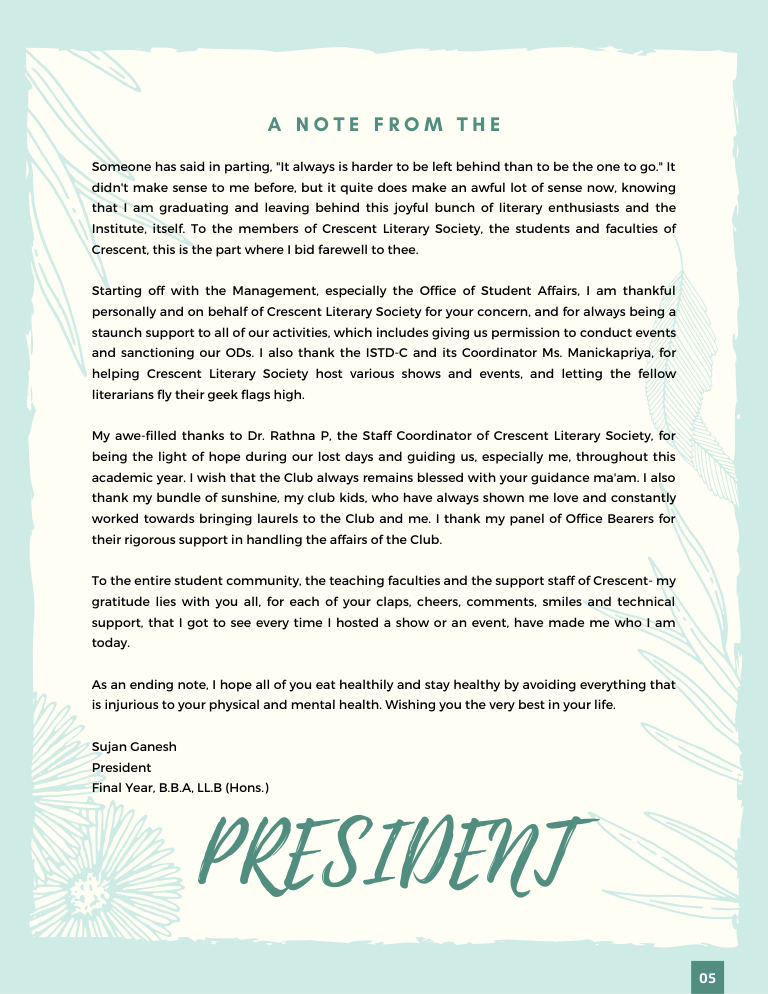 A NOTE FROM THE
Someone has said in parting, "It always is harder to be left behind than to be the one to go." It
didn't make sense to me before, but it quite does make an awful lot of sense now, knowing
that I am graduating and leaving behind this joyful bunch of literary enthusiasts and the
Institute, itself. To the members of Crescent Literary Society, the students and faculties of
Crescent, this is the part where I bid farewell to thee.
Starting off with the Management, especially the Office of Student Affairs, I am thankful
personally and on behalf of Crescent Literary Society for your concern, and for always being a
staunch support to all of our activities, which includes giving us permission to conduct events
and sanctioning our ODs. I also thank the ISTD-C and its Coordinator Ms. Manickapriya, for
helping Crescent Literary Society host various shows and events, and letting the fellow
literarians fly their geek flags high.
My awe-filled thanks to Dr. Rathna P, the Staff Coordinator of Crescent Literary Society, for
being the light of hope during our lost days and guiding us, especially me, throughout this
academic year. I wish that the Club always remains blessed with your guidance ma'am. I also
thank my bundle of sunshine, my club kids, who have always shown me love and constantly
worked towards bringing laurels to the Club and me. I thank my panel of Office Bearers for
their rigorous support in handling the affairs of the Club.
To the entire student community, the teaching faculties and the support staff of Crescent- my
gratitude lies with you all, for each of your claps, cheers, comments, smiles and technical
support, that I got to see every time I hosted a show or an event, have made me who I am
today.
As an ending note, I hope all of you eat healthily and stay healthy by avoiding everything that
is injurious to your physical and mental health. Wishing you the very best in your life.
Sujan Ganesh
President
Final Year, B.B.A, LL.B (Hons.)
PRESIDENT
05